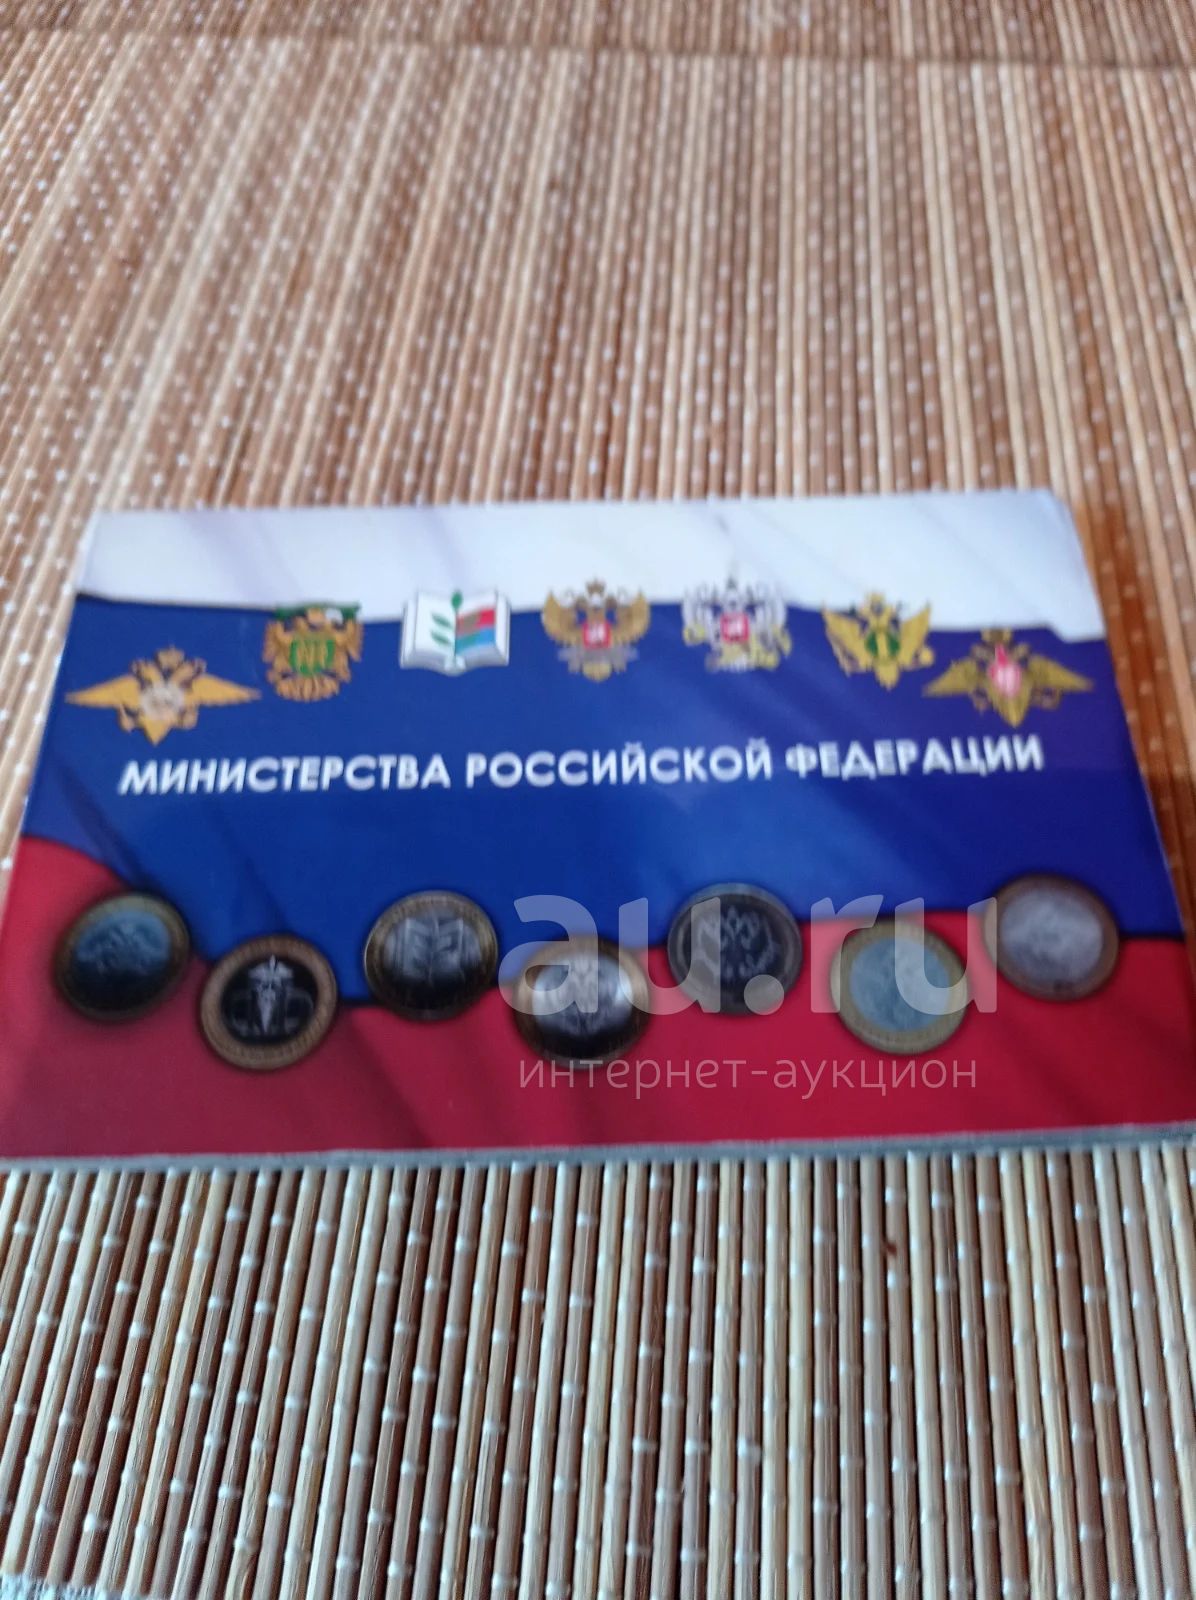 МИНИСТЕРСТВА РОССИЙСКОЙ ФЕДЕРАЦИИ
au.ru
интернет-аукцион